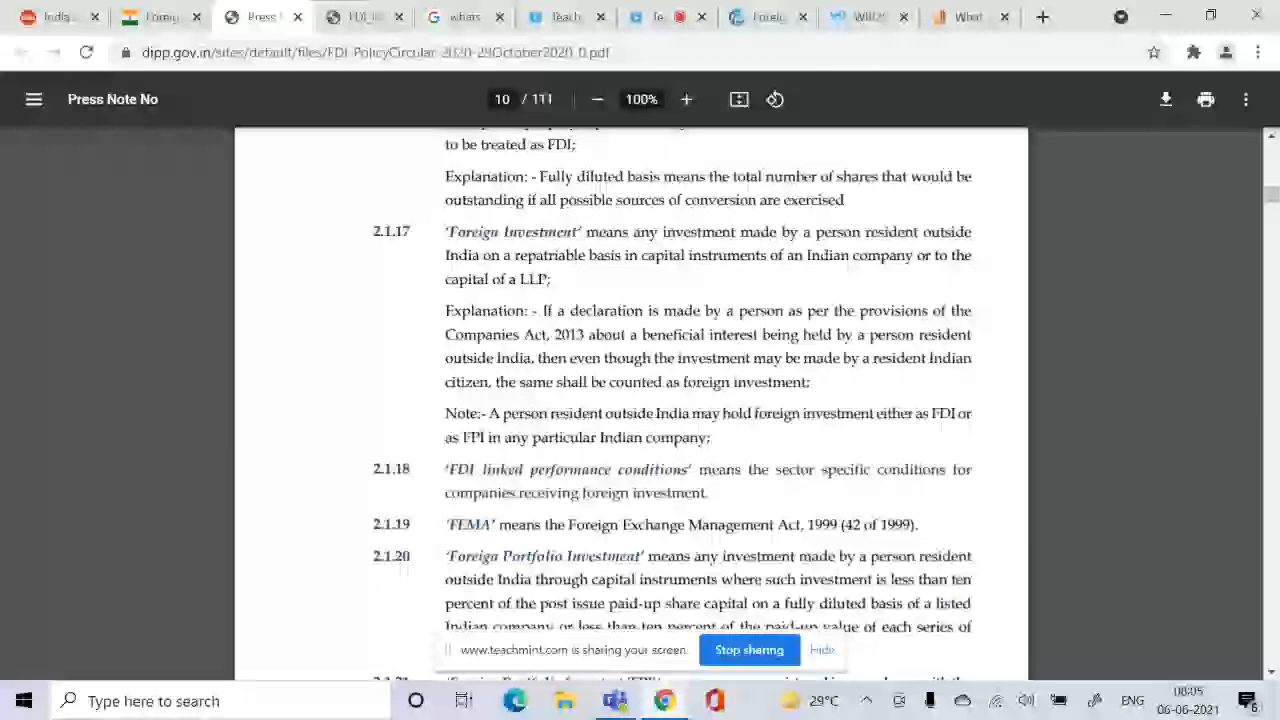 India
Foreig
Press
FDI
G whats
Teach
Te
Foreig
What
dipp.gov.in/sites/default/files/FDI-PolicyCircular-2020-29October2020_0.pdf
Press Note No
10 / 111
100%
to be treated as FDI;
Explanation: - Fully diluted basis means the total number of shares that would be
outstanding if all possible sources of conversion are exercised
2.1.17 'Foreign Investment' means any investment made by a person resident outside
India on a repatriable basis in capital instruments of an Indian company or to the
capital of a LLP;
Explanation: - If a declaration is made by a person as per the provisions of the
Companies Act, 2013 about a beneficial interest being held by a person resident
outside India, then even though the investment may be made by a resident Indian
citizen, the same shall be counted as foreign investment;
Note:- A person resident outside India may hold foreign investment either as FDI or
as FPI in any particular Indian company;
2.1.18 'FDI linked performance conditions' means the sector specific conditions for
companies receiving foreign investment.
2.1.19 'FEMA' means the Foreign Exchange Management Act, 1999 (42 of 1999).
2.1.20 'Foreign Portfolio Investment' means any investment made by a person resident
outside India through capital instruments where such investment is less than ten
percent of the post issue paid-up share capital on a fully diluted basis of a listed
Indian company or less than ten percent of the paid-up value of each series of
www.teachmint.com is sharing your screen.
Stop sharing
Hide
Type here to search
29°C
ENG
08:05
06-06-2021
6